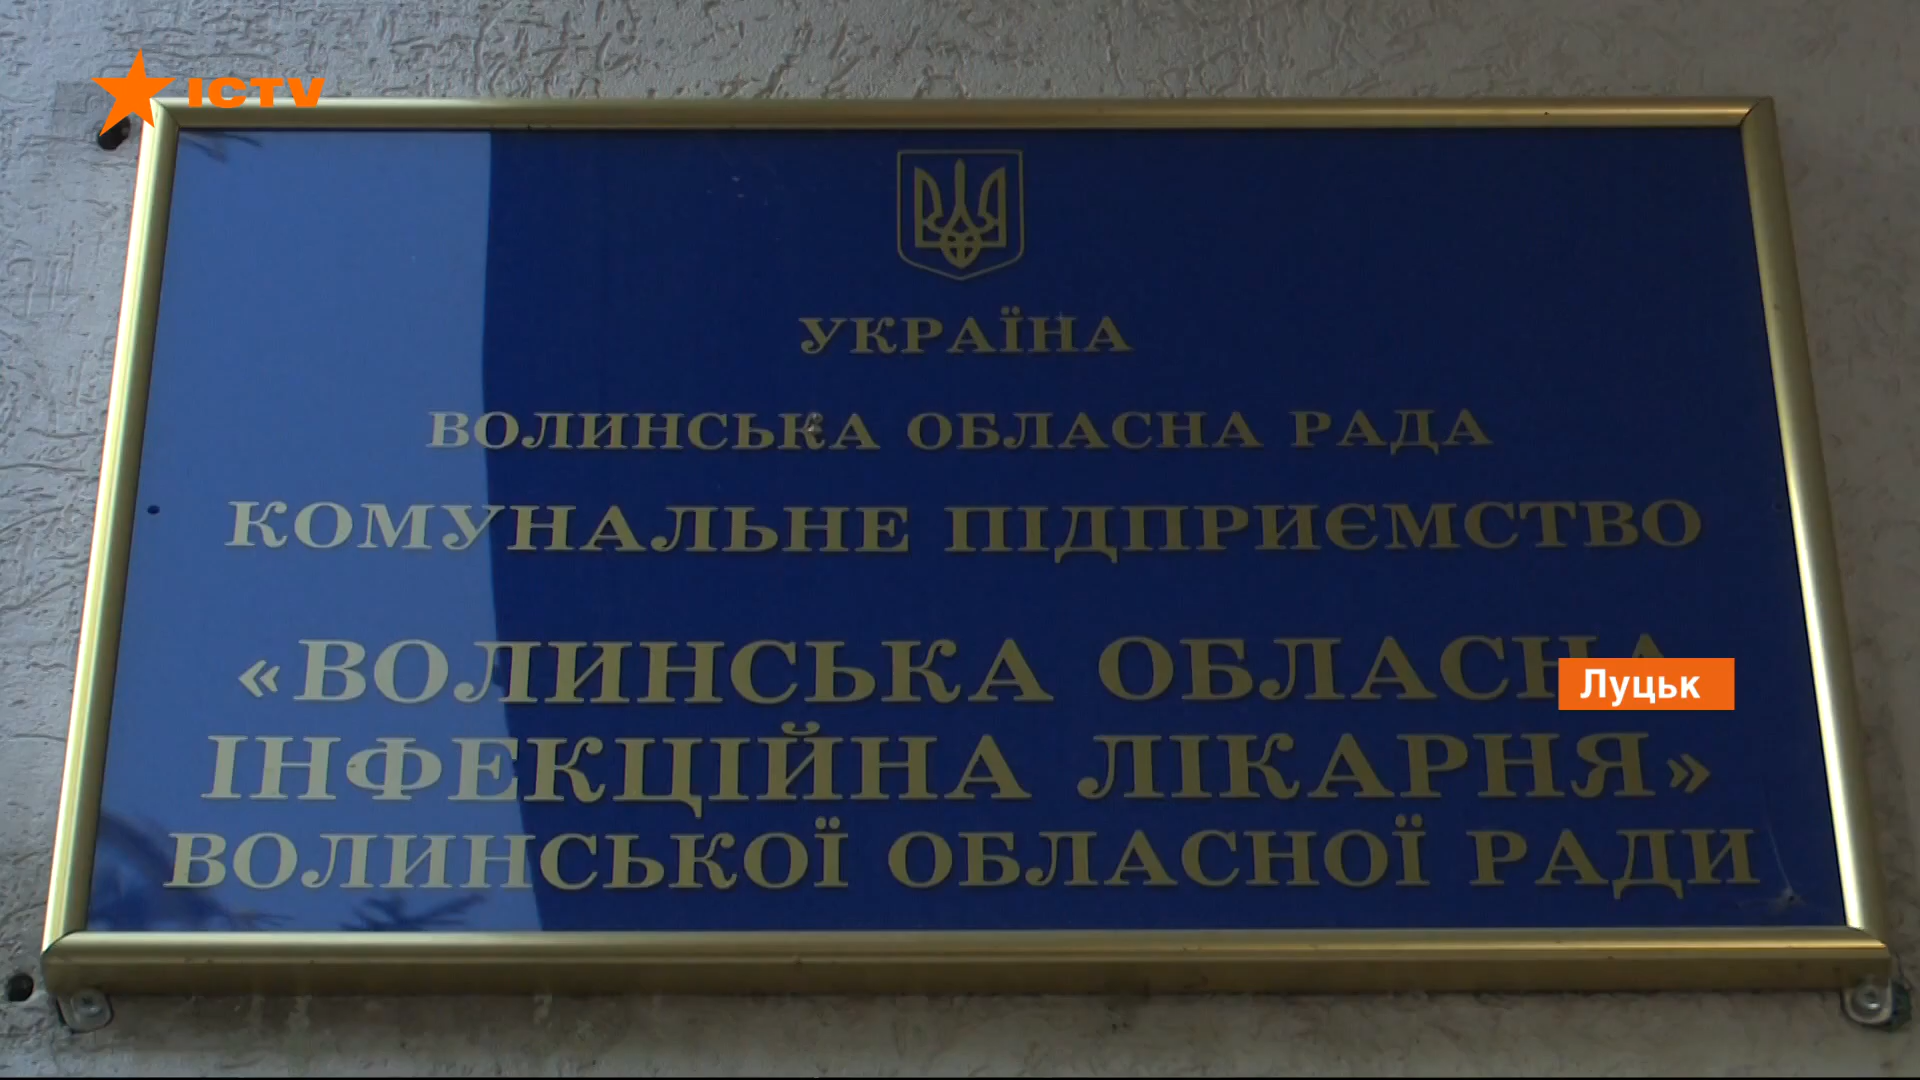 ICTV
УКРАЇНА
ВОЛИНСЬКА ОБЛАСНА РАДА
КОМУНАЛЬНЕ ПІДПРИЄМСТВО
«ВОЛИНСЬКА ОБЛАСНА
Луцьк
ІНФЕКЦІЙНА ЛІКАРНЯ»
ВОЛИНСЬКОЇ ОБЛАСНОЇ РАДИ